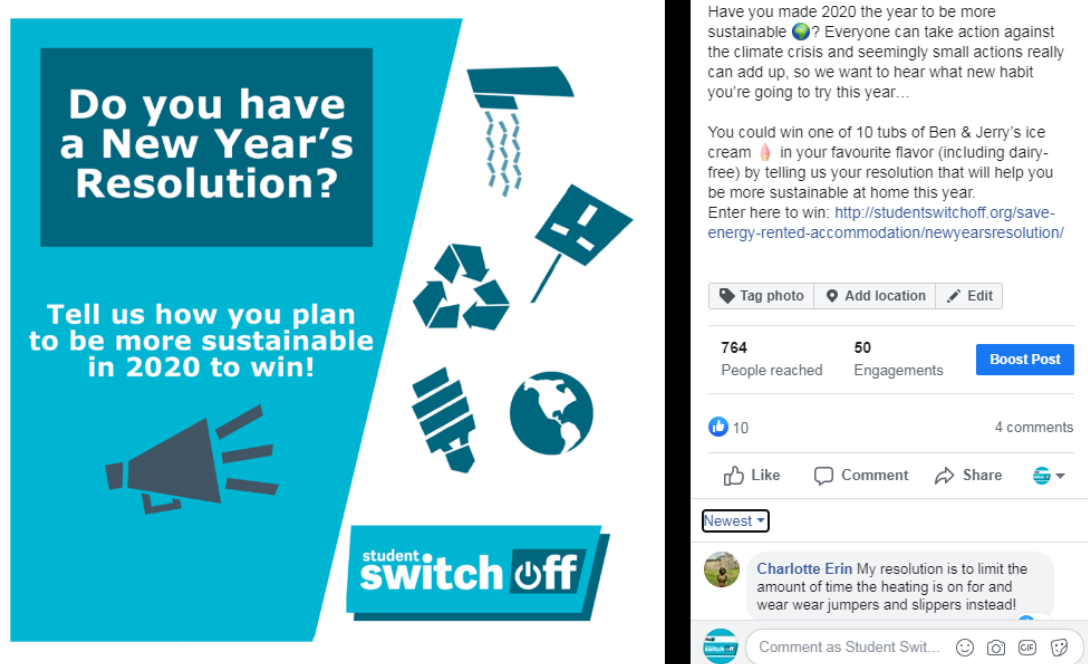 Do you have
a New Year's
Resolution?
Tell us how you plan
to be more sustainable
in 2020 to win!
student
switch off
Have you made 2020 the year to be more
sustainable 🌍? Everyone can take action against
the climate crisis and seemingly small actions really
can add up, so we want to hear what new habit
you're going to try this year…
You could win one of 10 tubs of Ben & Jerry's ice
cream 🍦 in your favourite flavor (including dairy-
free) by telling us your resolution that will help you
be more sustainable at home this year.
Enter here to win: http://studentswitchoff.org/save-
energy-rented-accommodation/newyearsresolution/
Tag photo Add location Edit
764 50
People reached Engagements
Boost Post
10 4 comments
Like Comment Share
Newest
Charlotte Erin My resolution is to limit the
amount of time the heating is on for and
wear wear jumpers and slippers instead!
Comment as Student Swit... GIF